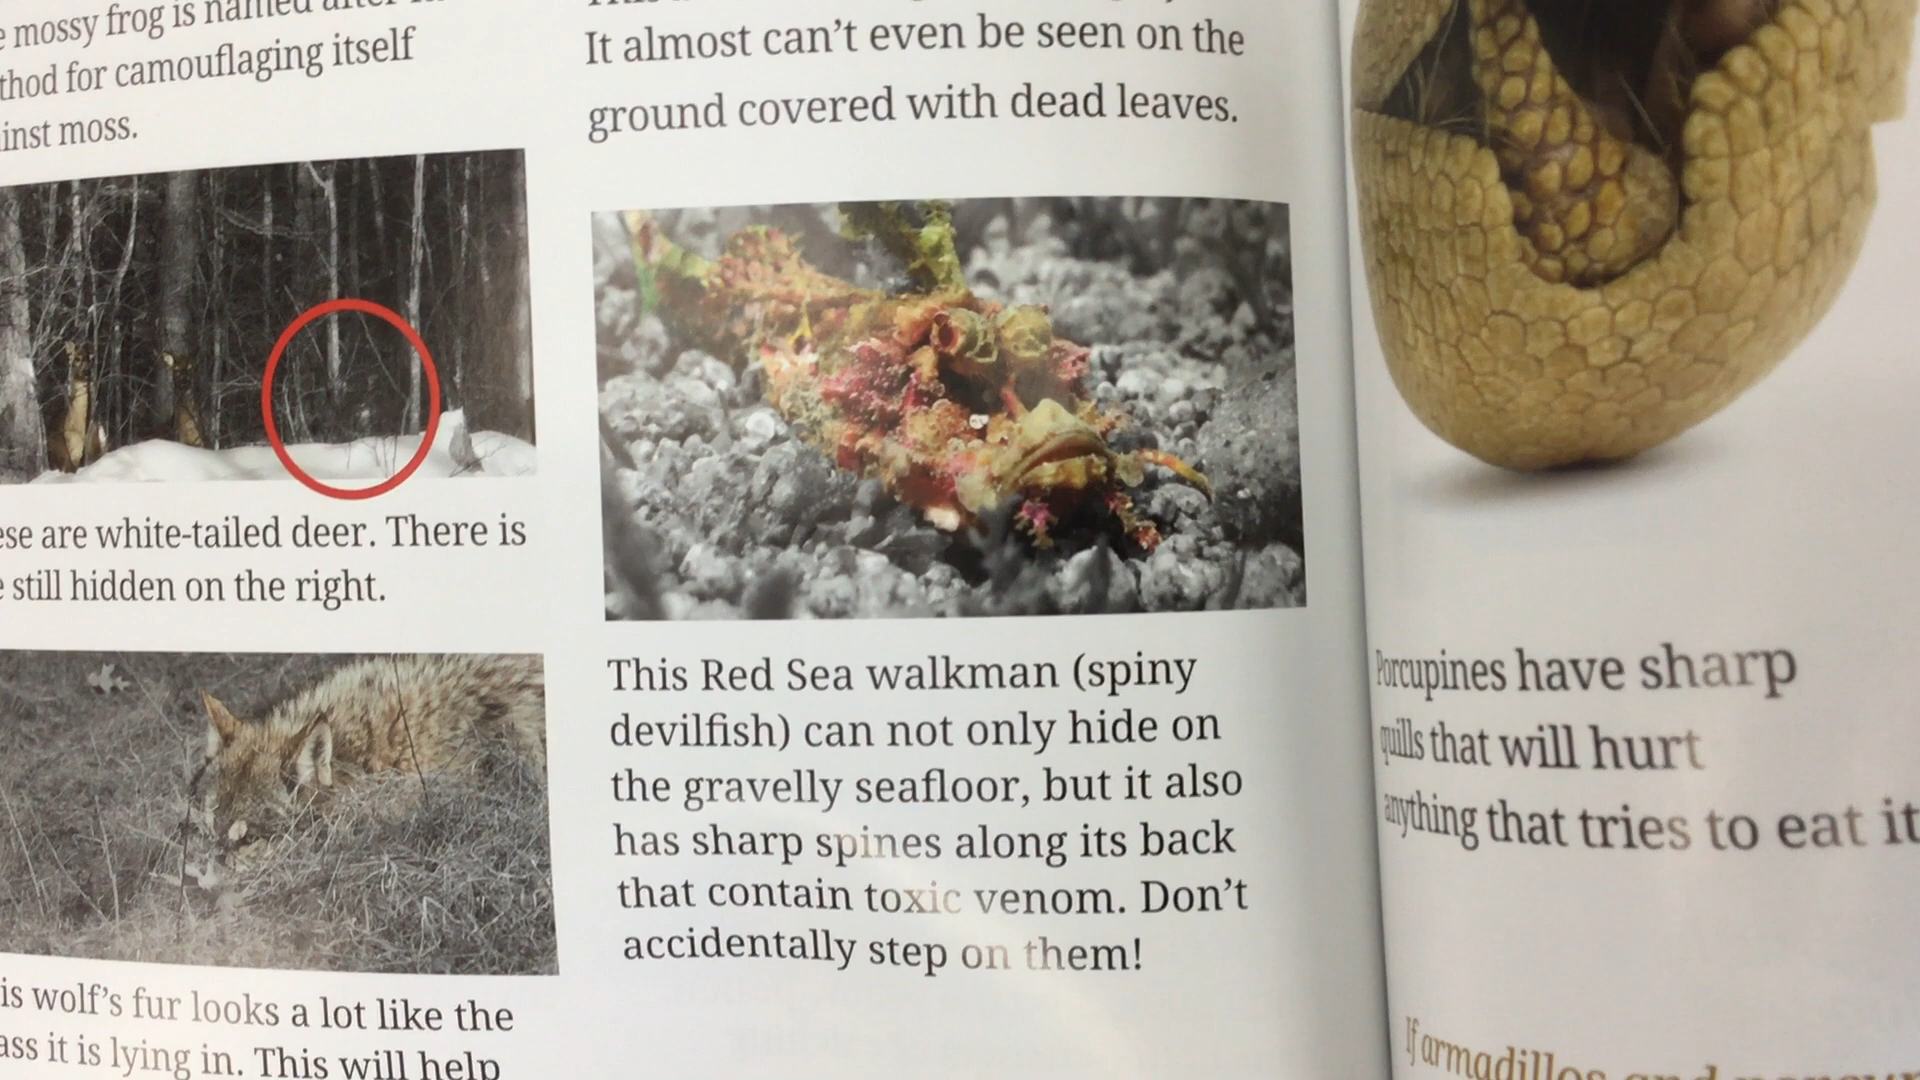 mossy frog is named after
thod for camouflaging itself
inst moss.
ese are white-tailed deer. There is
e still hidden on the right.
is wolf's fur looks a lot like the
ass it is lying in. This will help
It almost can't even be seen on the
ground covered with dead leaves.
This Red Sea walkman (spiny
devilfish) can not only hide on
the gravelly seafloor, but it also
has sharp spines along its back
that contain toxic venom. Don't
accidentally step on them!
Porcupines have sharp
quills that will hurt
anything that tries to eat it
If armadillos and